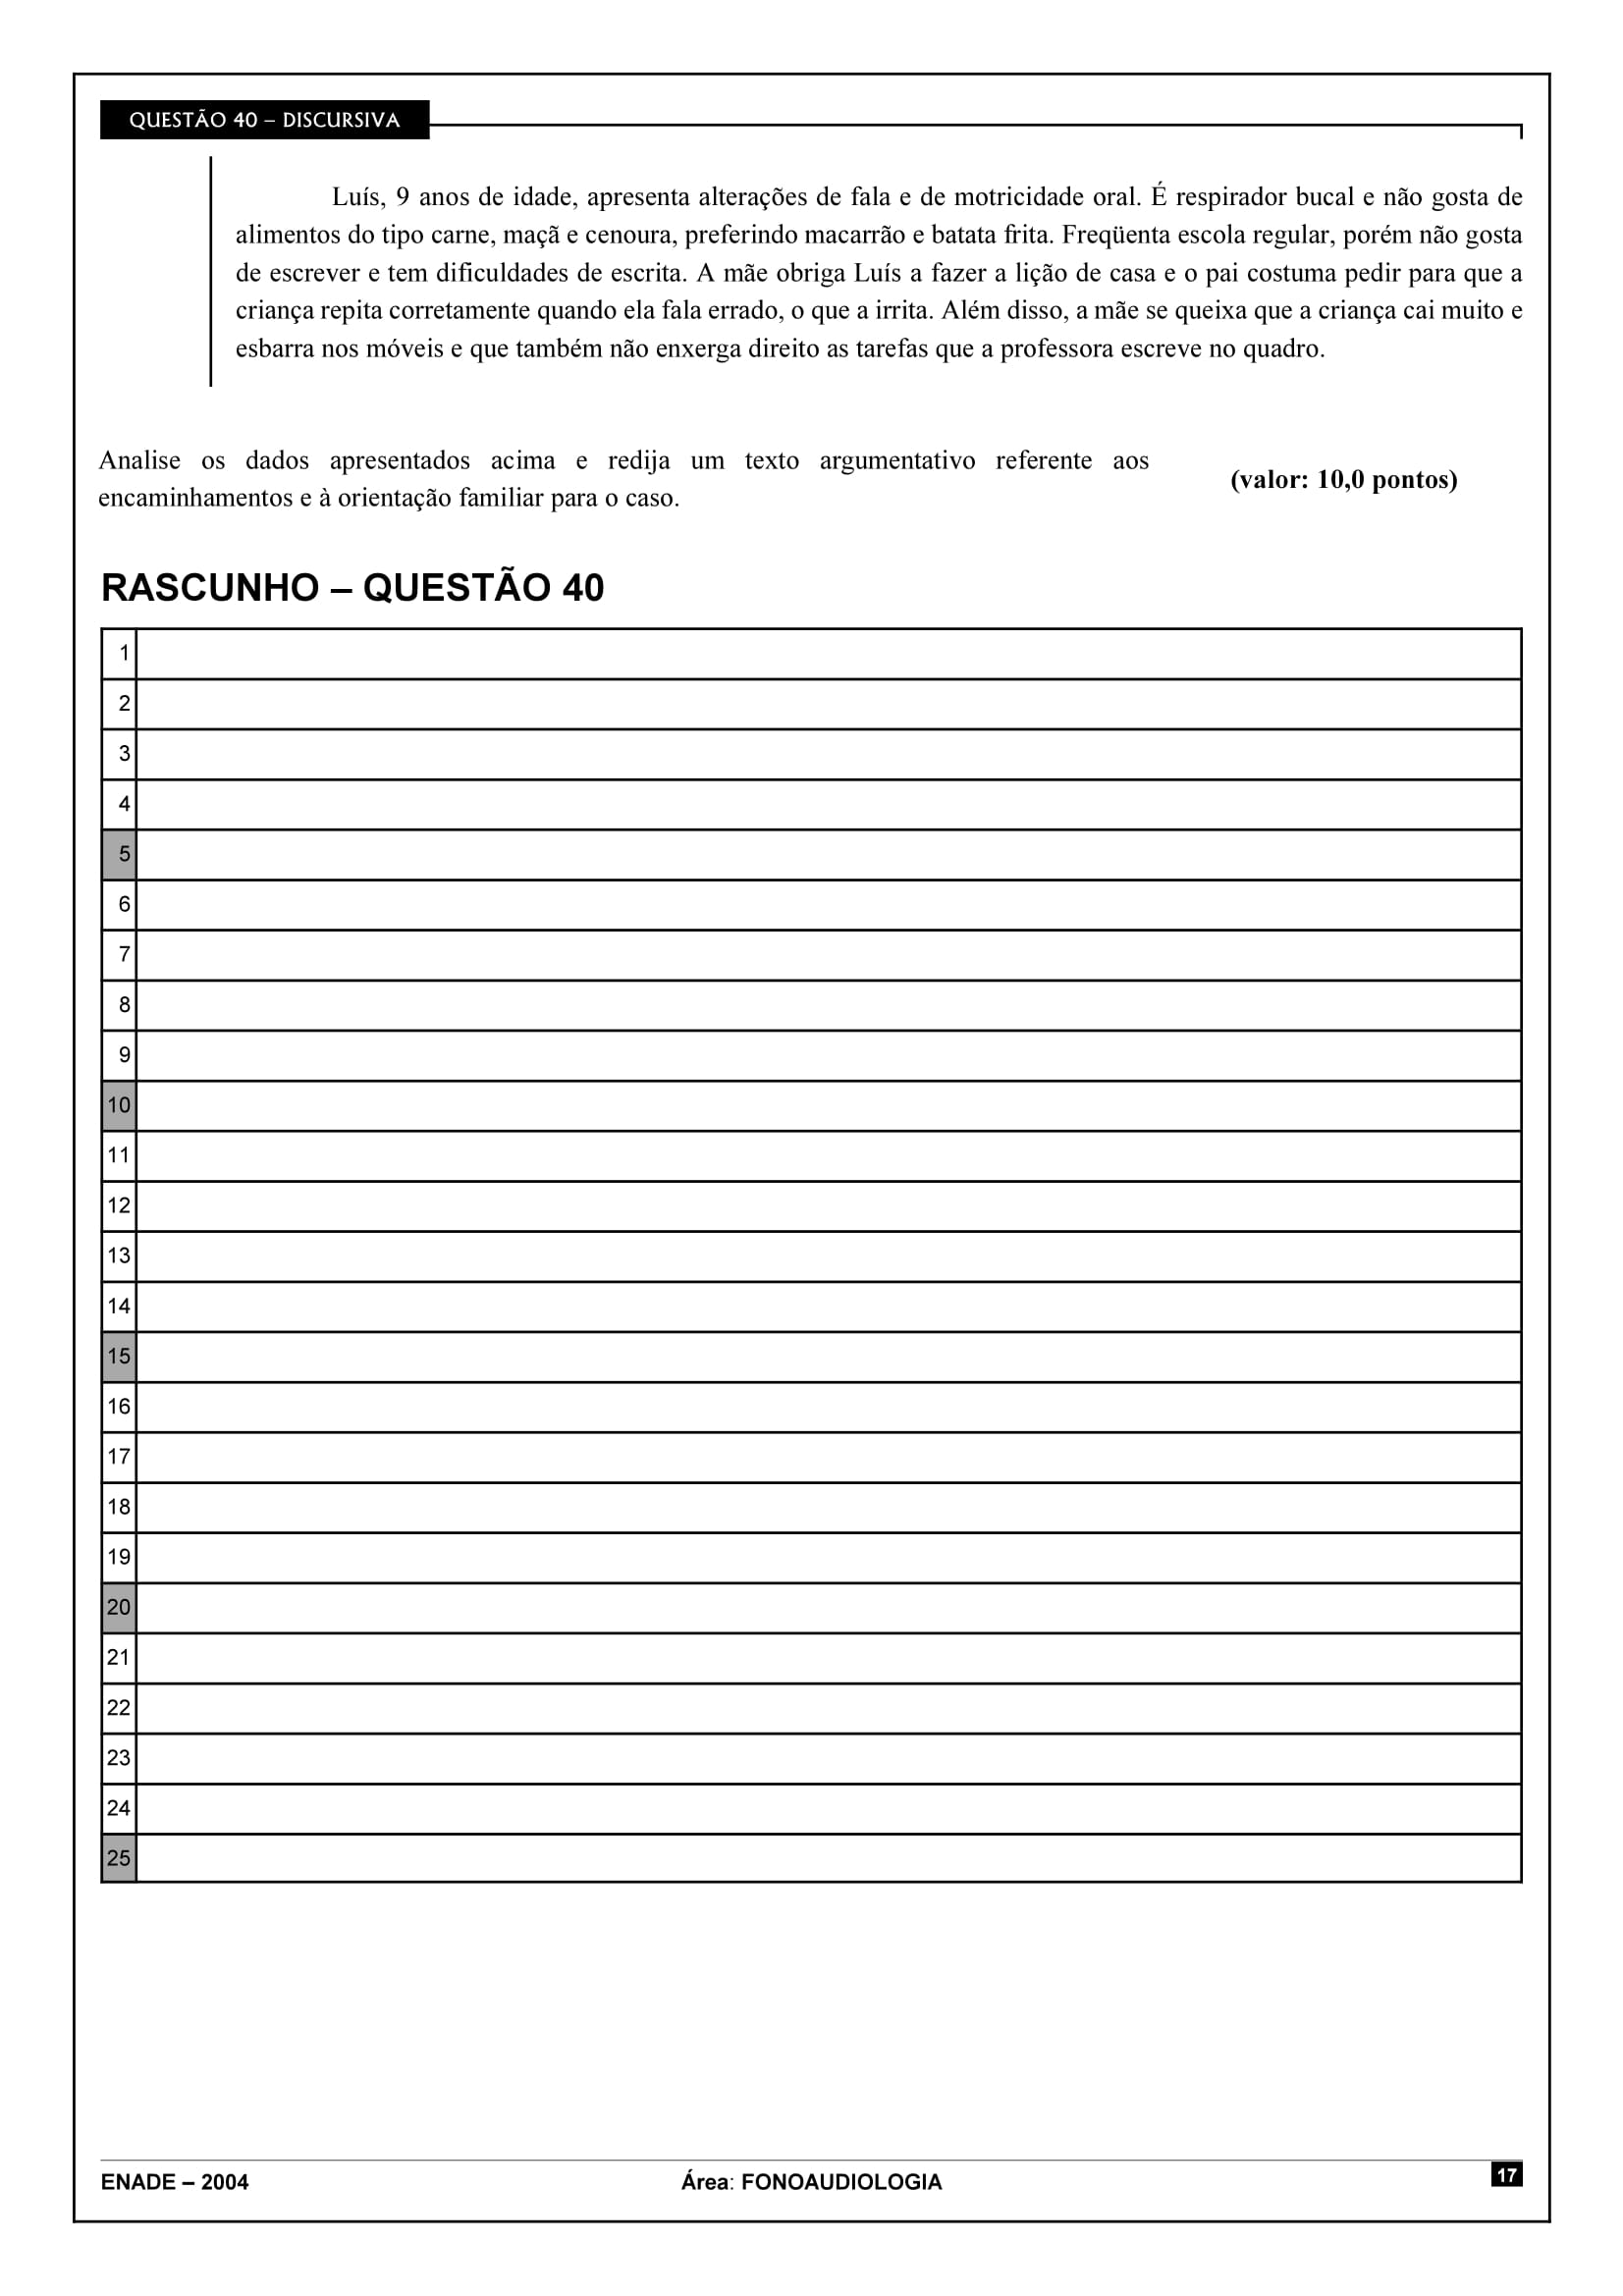 QUESTÃO 40 – DISCURSIVA
Luís, 9 anos de idade, apresenta alterações de fala e de motricidade oral. É respirador bucal e não gosta de
alimentos do tipo carne, maçã e cenoura, preferindo macarrão e batata frita. Freqüenta escola regular, porém não gosta
de escrever e tem dificuldades de escrita. A mãe obriga Luís a fazer a lição de casa e o pai costuma pedir para que a
criança repita corretamente quando ela fala errado, o que a irrita. Além disso, a mãe se queixa que a criança cai muito e
esbarra nos móveis e que também não enxerga direito as tarefas que a professora escreve no quadro.
Analise os dados apresentados acima e redija um texto argumentativo referente aos
encaminhamentos e à orientação familiar para o caso.
(valor: 10,0 pontos)
RASCUNHO – QUESTÃO 40
1
2
3
4
5
6
7
8
9
10
11
12
13
14
15
16
17
18
19
20
21
22
23
24
25
ENADE – 2004 Área: FONOAUDIOLOGIA 17